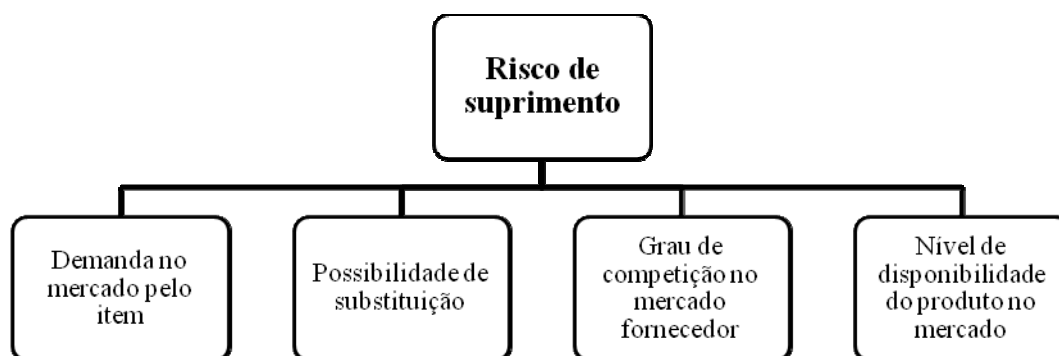 Risco de
suprimento
Demanda no
mercado pelo
item
Possibilidade de
substituição
Grau de
competição no
mercado
fornecedor
Nível de
disponibilidade
do produto no
mercado